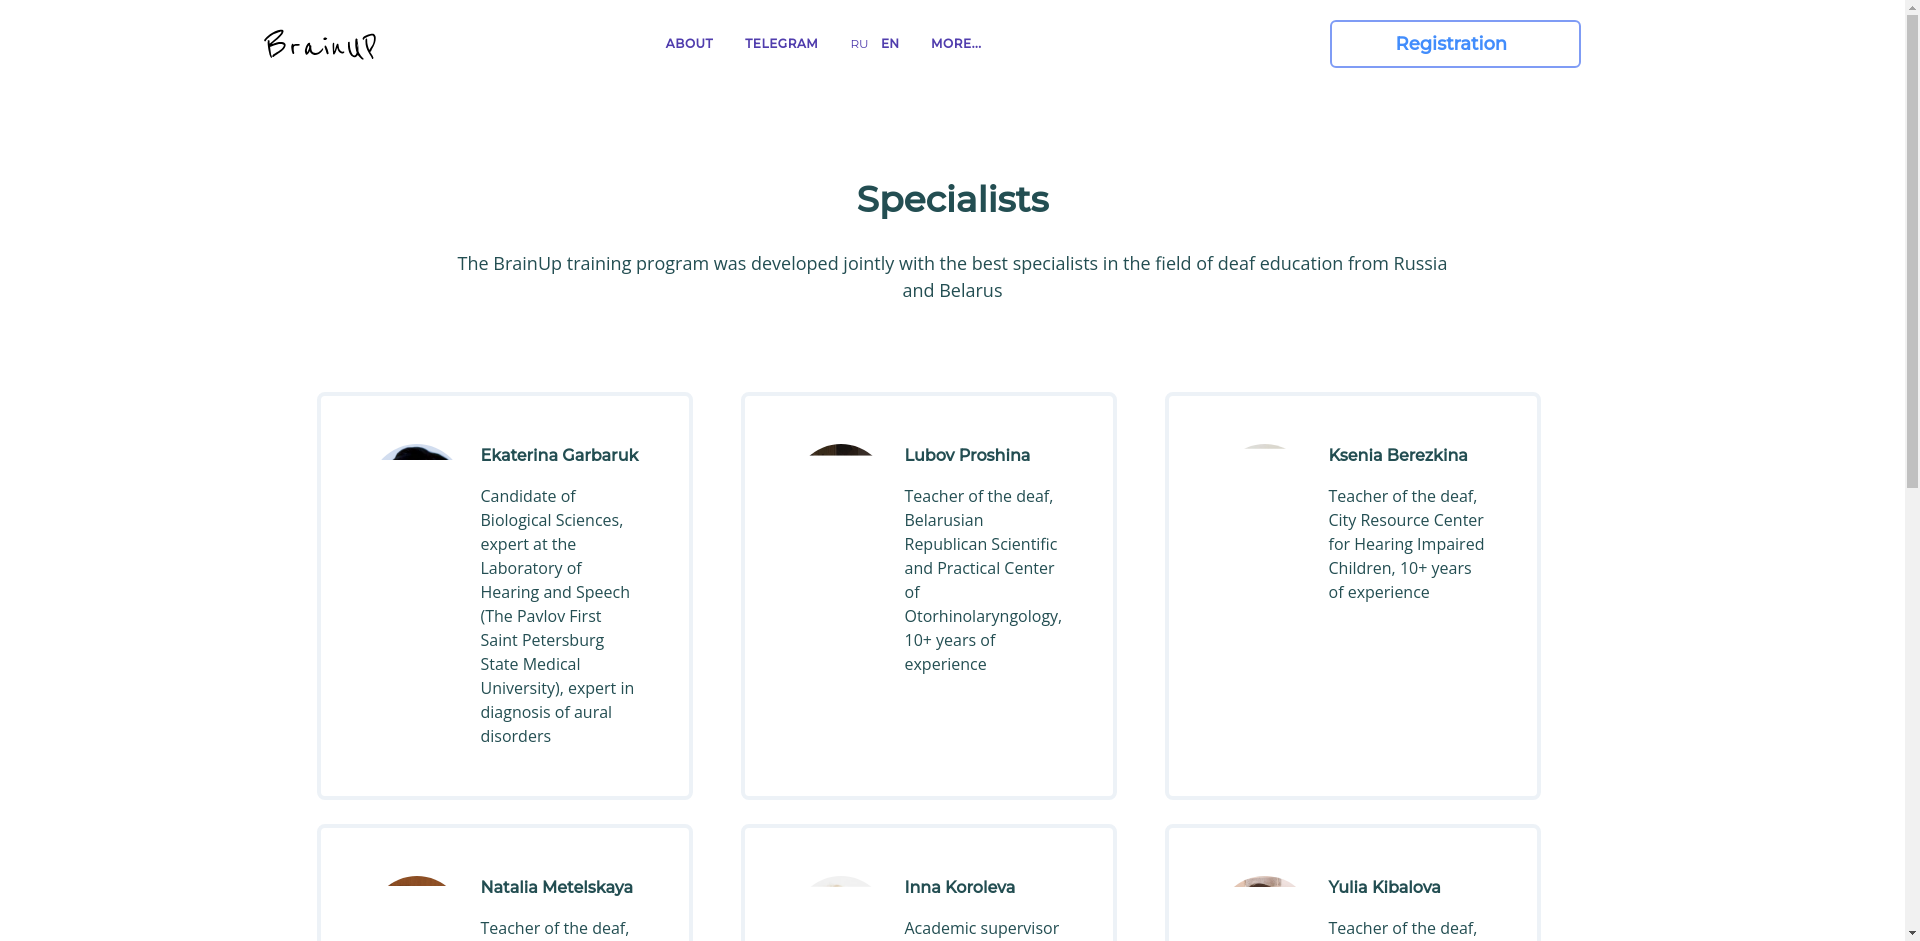 BrainUP
ABOUT
TELEGRAM
RU EN
MORE...
Registration
Specialists
The BrainUp training program was developed jointly with the best specialists in the field of deaf education from Russia
and Belarus
Ekaterina Garbaruk
Candidate of
Biological Sciences,
expert at the
Laboratory of
Hearing and Speech
(The Pavlov First
Saint Petersburg
State Medical
University), expert in
diagnosis of aural
disorders
Lubov Proshina
Teacher of the deaf,
Belarusian
Republican Scientific
and Practical Center
of
Otorhinolaryngology,
10+ years of
experience
Ksenia Berezkina
Teacher of the deaf,
City Resource Center
for Hearing Impaired
Children, 10+ years
of experience
Natalia Metelskaya
Teacher of the deaf,
Inna Koroleva
Academic supervisor
Yulia Kibalova
Teacher of the deaf,